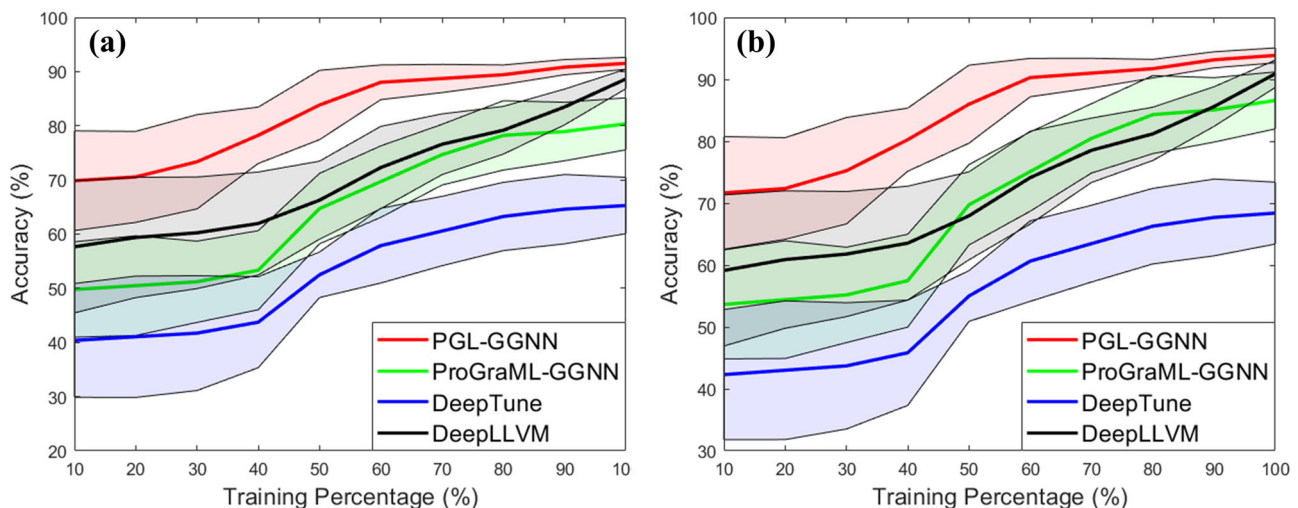 (a)
Accuracy (%)
100
90
80
70
60
50
40
30
20
10 20 30 40 50 60 70 80 90 10
Training Percentage (%)
PGL-GGNN
ProGraML-GGNN
DeepTune
DeepLLVM
(b)
Accuracy (%)
100
90
80
70
60
50
40
30
10 20 30 40 50 60 70 80 90 100
Training Percentage (%)
PGL-GGNN
ProGraML-GGNN
DeepTune
DeepLLVM